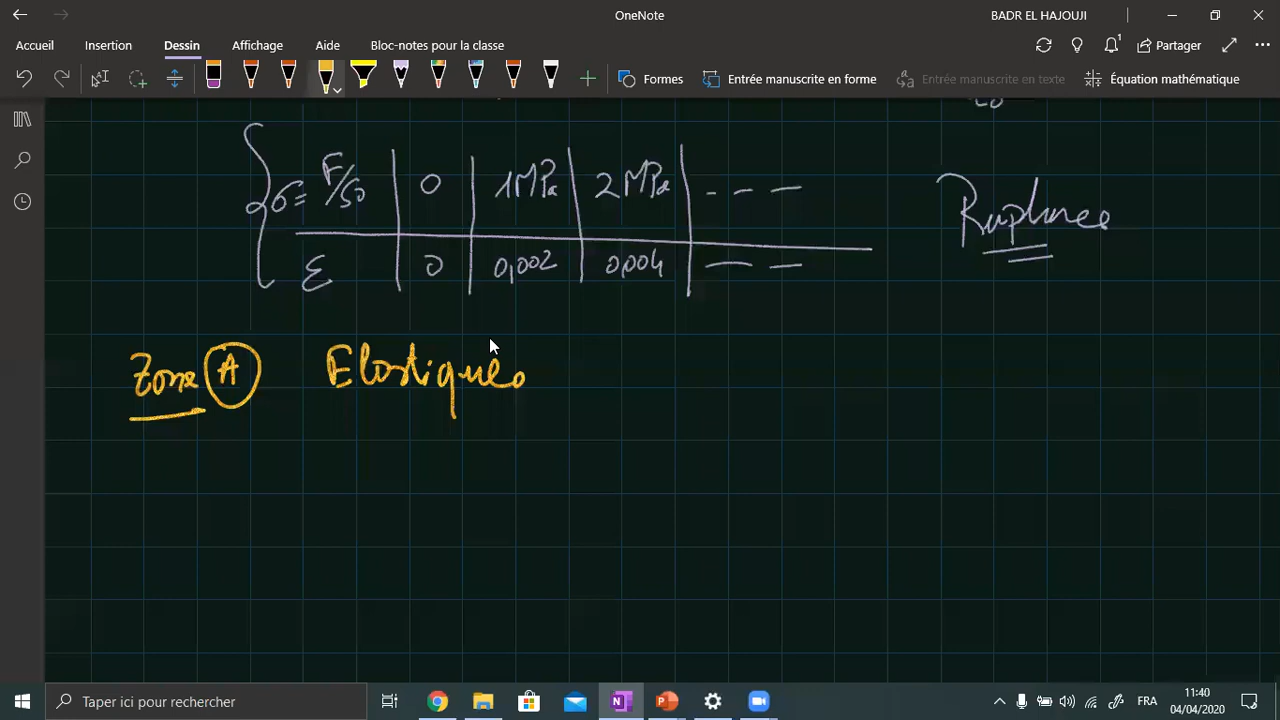 OneNote
BADR EL HAJOUJI
Accueil Insertion Dessin Affichage Aide Bloc-notes pour la classe
Partager
Formes Entrée manuscrite en forme Entrée manuscrite en texte Équation mathématique
σ = F/S0 0 1MPa 2MPa - - -
ε 0 0,002 0,004 - -
Rupture
Zone A Elastique
Taper ici pour rechercher
FRA
11:40
04/04/2020